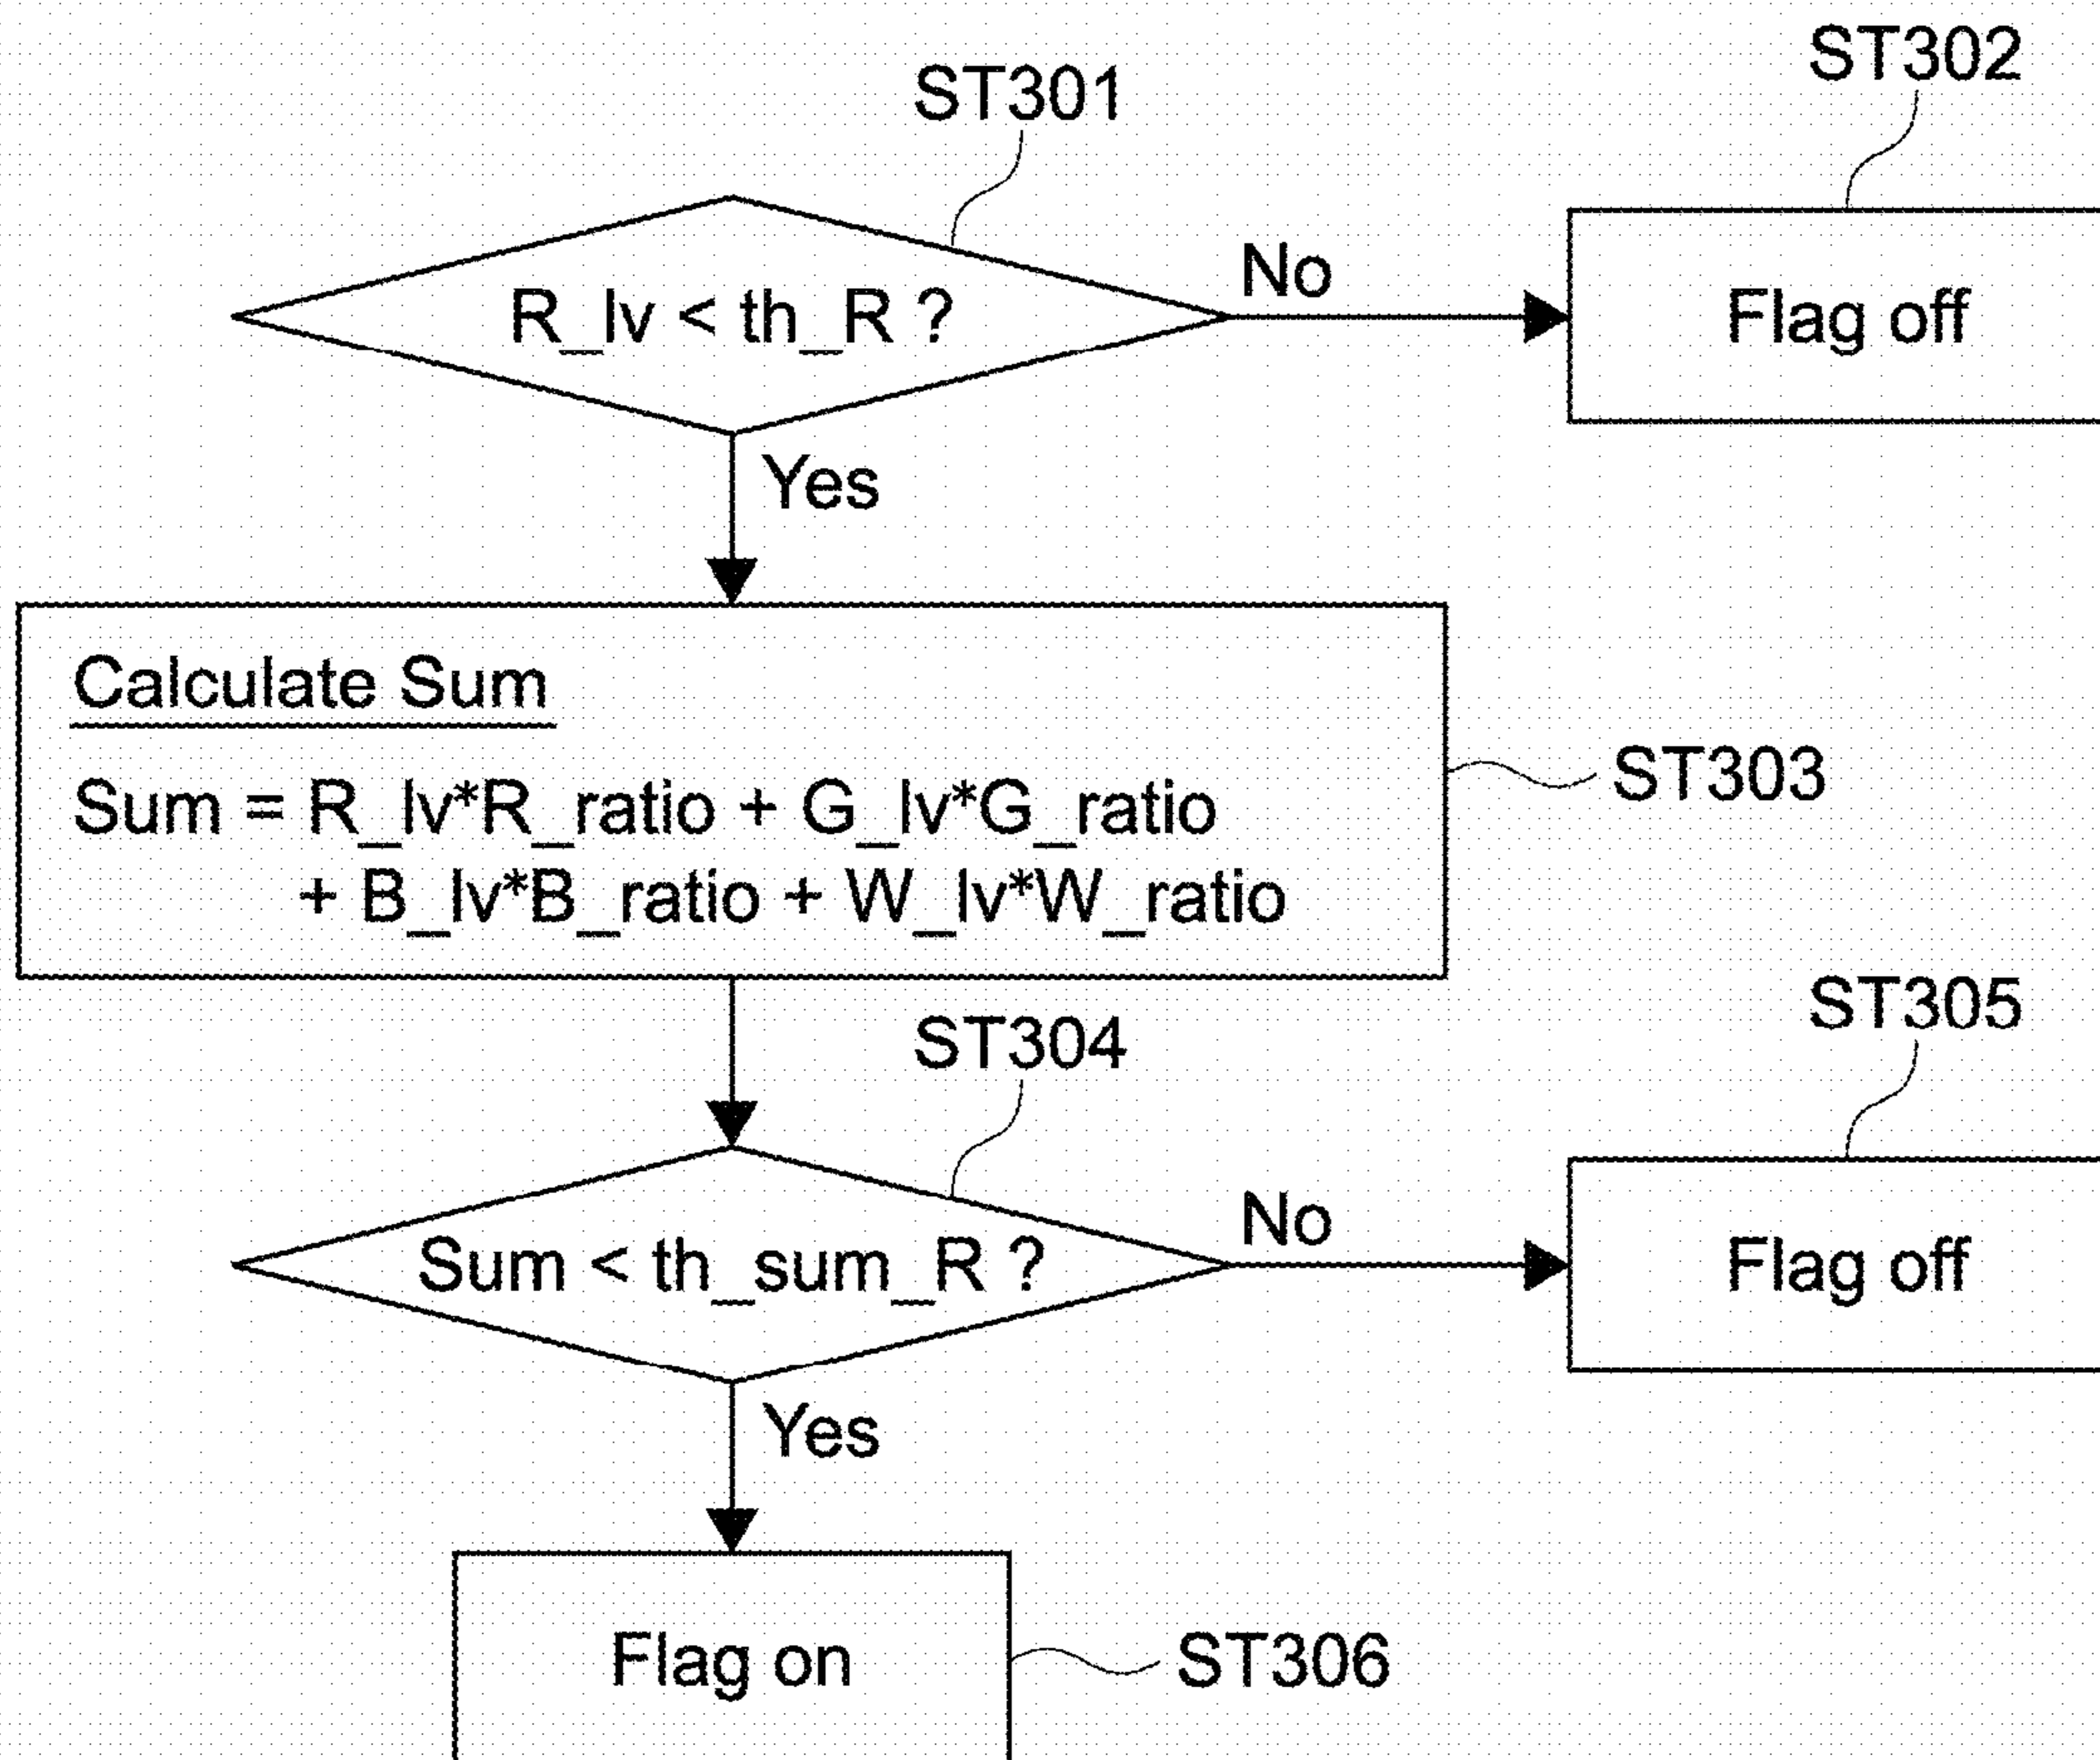 ST301
ST302
R_lv < th_R ?
No
Flag off
Yes
Calculate Sum
Sum = R_lv*R_ratio + G_lv*G_ratio
+ B_lv*B_ratio + W_lv*W_ratio
ST303
ST304
ST305
Sum < th_sum_R ?
No
Flag off
Yes
Flag on
ST306